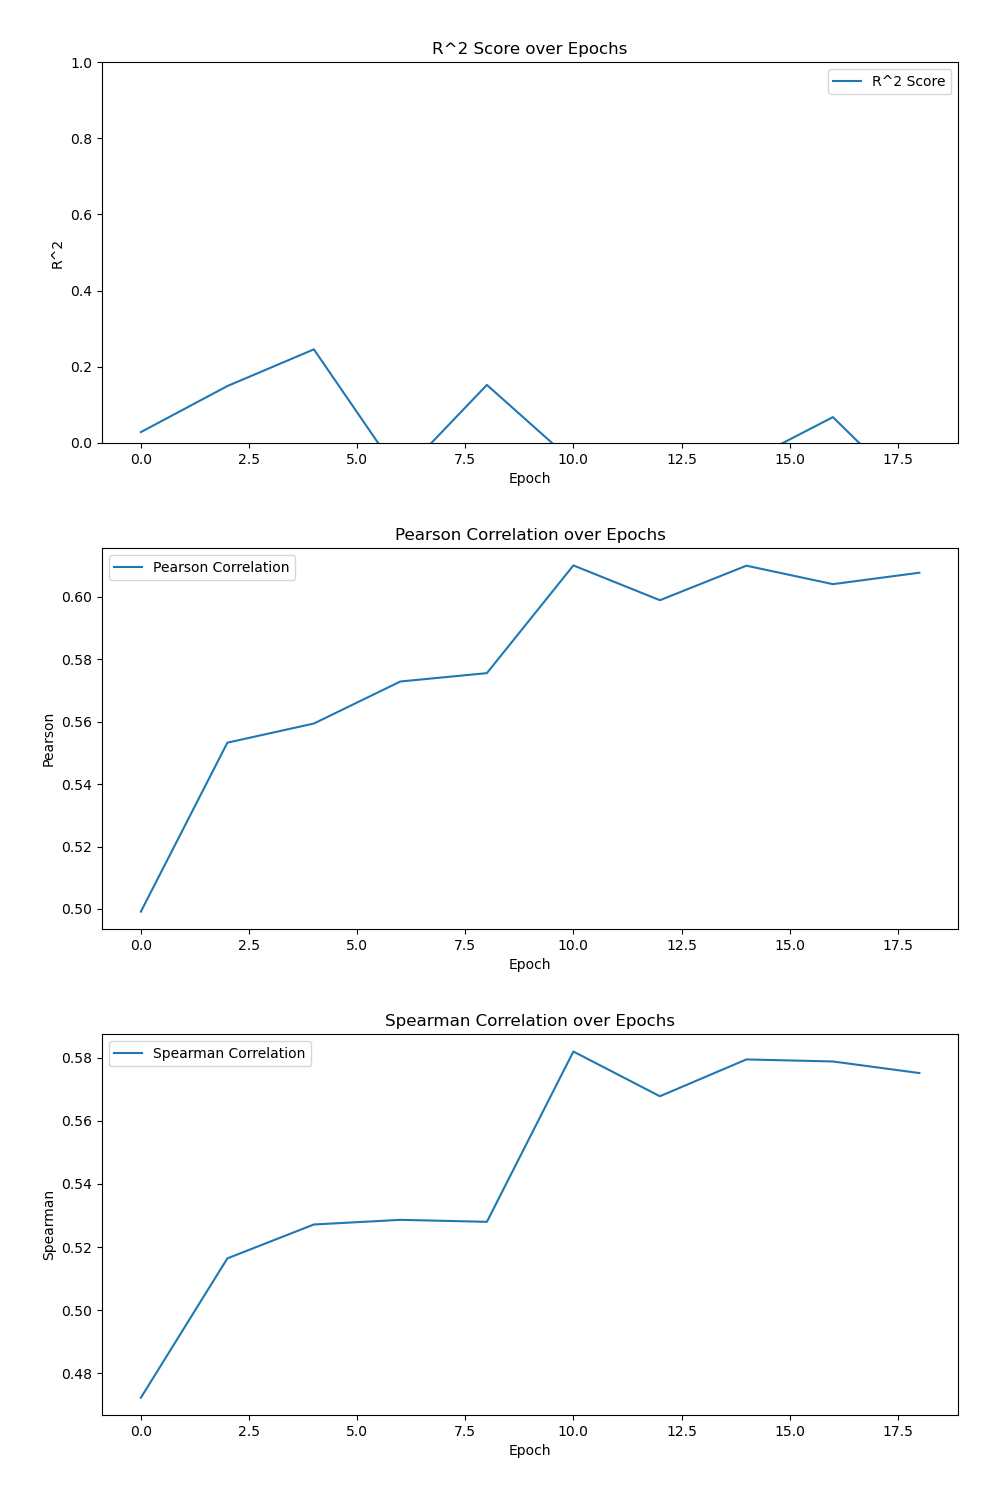 R^2 Score over Epochs
1.0
R^2 Score
0.8
0.6
R^2
0.4
0.2
0.0
0.0 2.5 5.0 7.5 10.0 12.5 15.0 17.5
Epoch
Pearson Correlation over Epochs
Pearson Correlation
0.60
0.58
0.56
Pearson
0.54
0.52
0.50
0.0 2.5 5.0 7.5 10.0 12.5 15.0 17.5
Epoch
Spearman Correlation over Epochs
Spearman Correlation
0.58
0.56
0.54
Spearman
0.52
0.50
0.48
0.0 2.5 5.0 7.5 10.0 12.5 15.0 17.5
Epoch